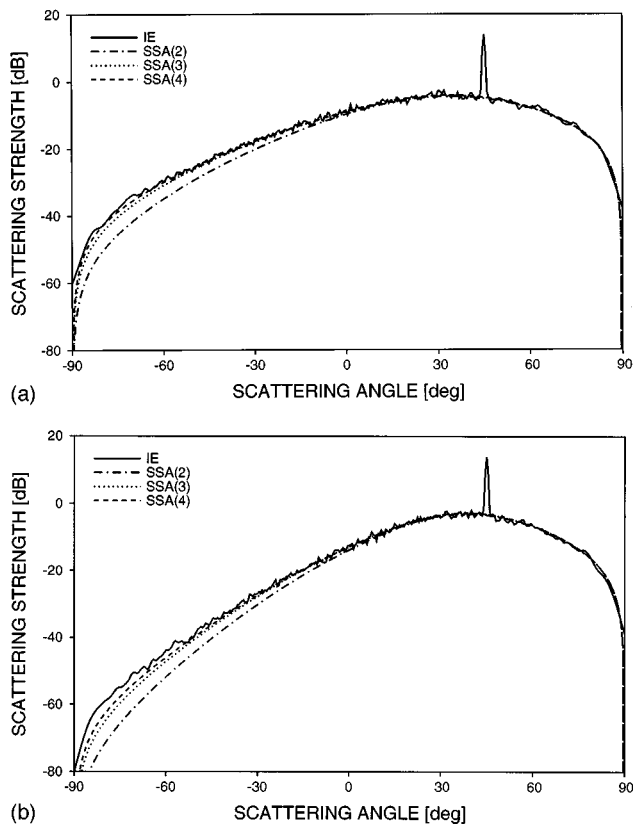 20
0
-20
-40
-60
-80
SCATTERING STRENGTH [dB]
IE
SSA(2)
SSA(3)
SSA(4)
-90
-60
-30
0
30
60
90
SCATTERING ANGLE [deg]
(a)
20
0
-20
-40
-60
-80
SCATTERING STRENGTH [dB]
IE
SSA(2)
SSA(3)
SSA(4)
-90
-60
-30
0
30
60
90
SCATTERING ANGLE [deg]
(b)